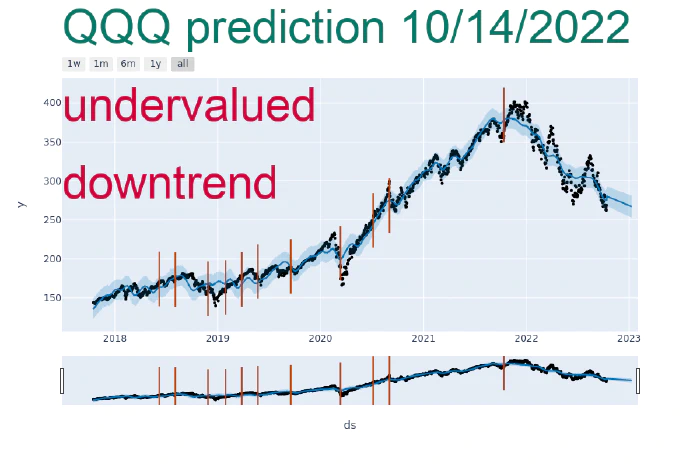 QQQ prediction 10/14/2022
1w 1m 6m 1y all
undervalued
downtrend
400
350
300
250
200
150
y
2018 2019 2020 2021 2022 2023
ds